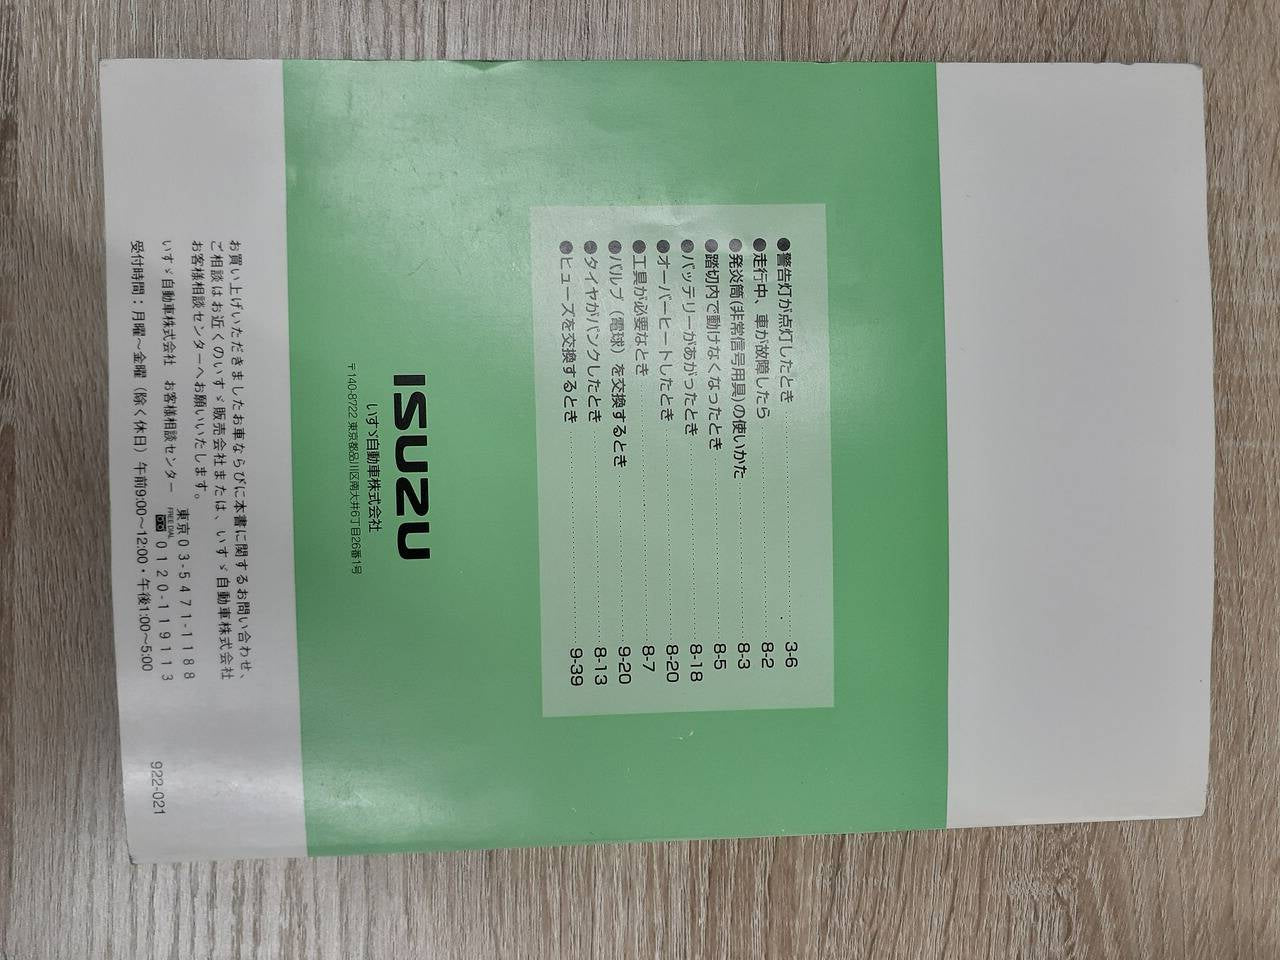 ●警告灯が点灯したとき 3-6
●走行中、車が故障したら 8-2
●発炎筒(非常信号用具)の使いかた 8-3
●踏切内で動けなくなったとき 8-5
●バッテリーがあがったとき 8-18
●オーバーヒートしたとき 8-20
●工具が必要なとき 8-7
●バルブ（電球）を交換するとき 9-20
●タイヤがパンクしたとき 8-13
●ヒューズを交換するとき 9-39
ISUZU
いすゞ自動車株式会社
〒140-8722 東京都品川区南大井6丁目26番1号
お買い上げいただきましたお車ならびに本書に関するお問い合わせ、
ご相談はお近くのいすゞ販売会社または、いすゞ自動車株式会社
お客様相談センターへお願いいたします。
東京03-5471-1188
いすゞ自動車株式会社 お客様相談センター FREE DIAL 0120-119113
受付時間：月曜～金曜（除く休日）午前9:00～12:00・午後1:00～5:00
922-021